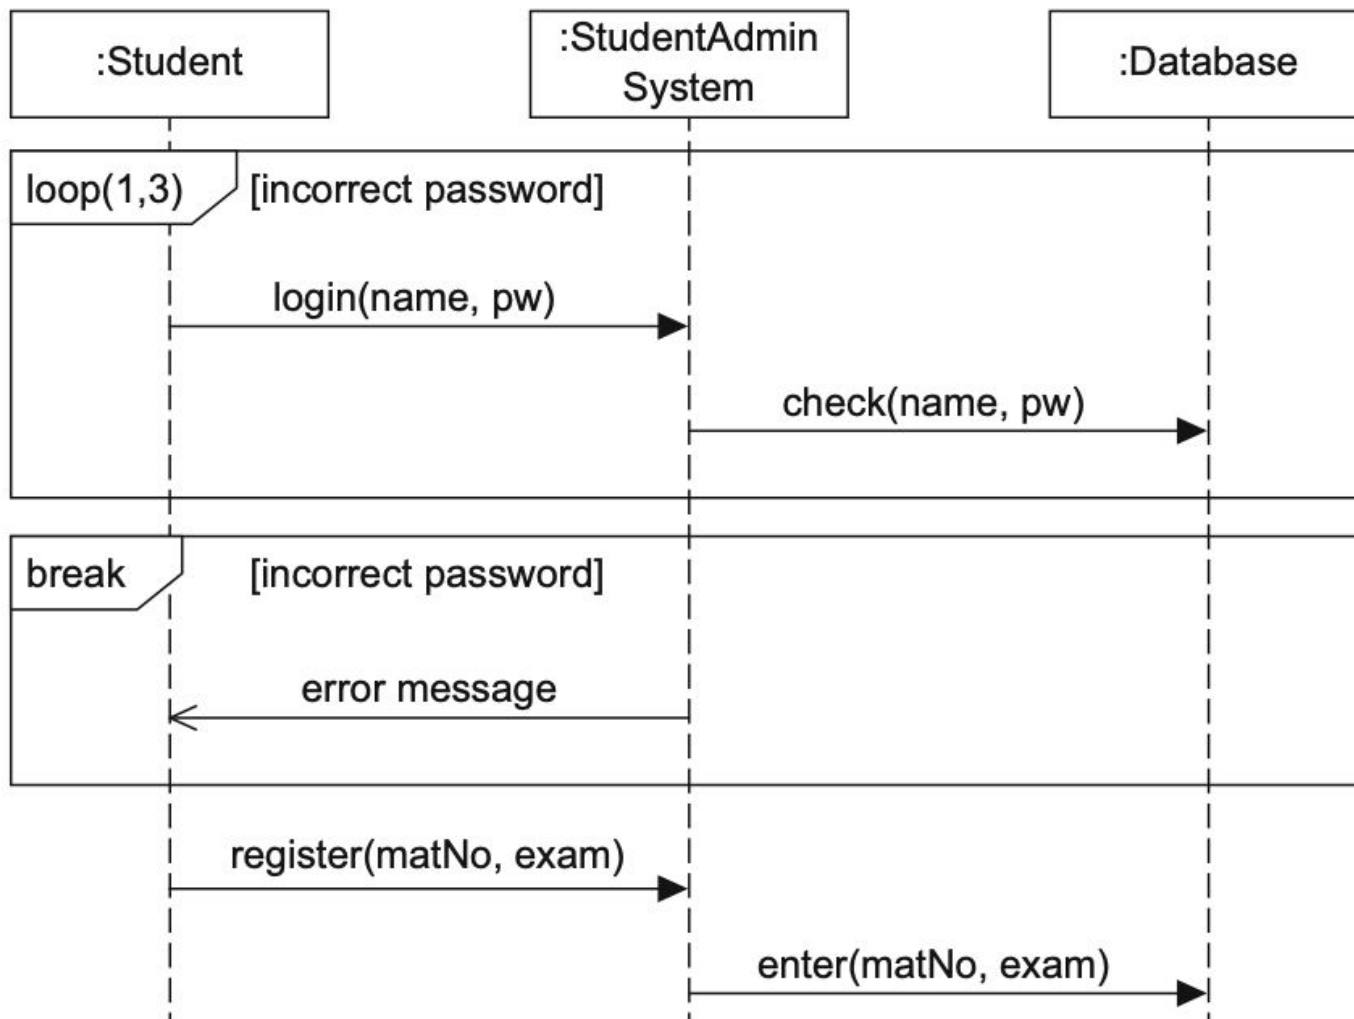 :Student
:StudentAdmin
System
:Database
loop(1,3)
[incorrect password]
login(name, pw)
check(name, pw)
break
[incorrect password]
error message
register(matNo, exam)
enter(matNo, exam)